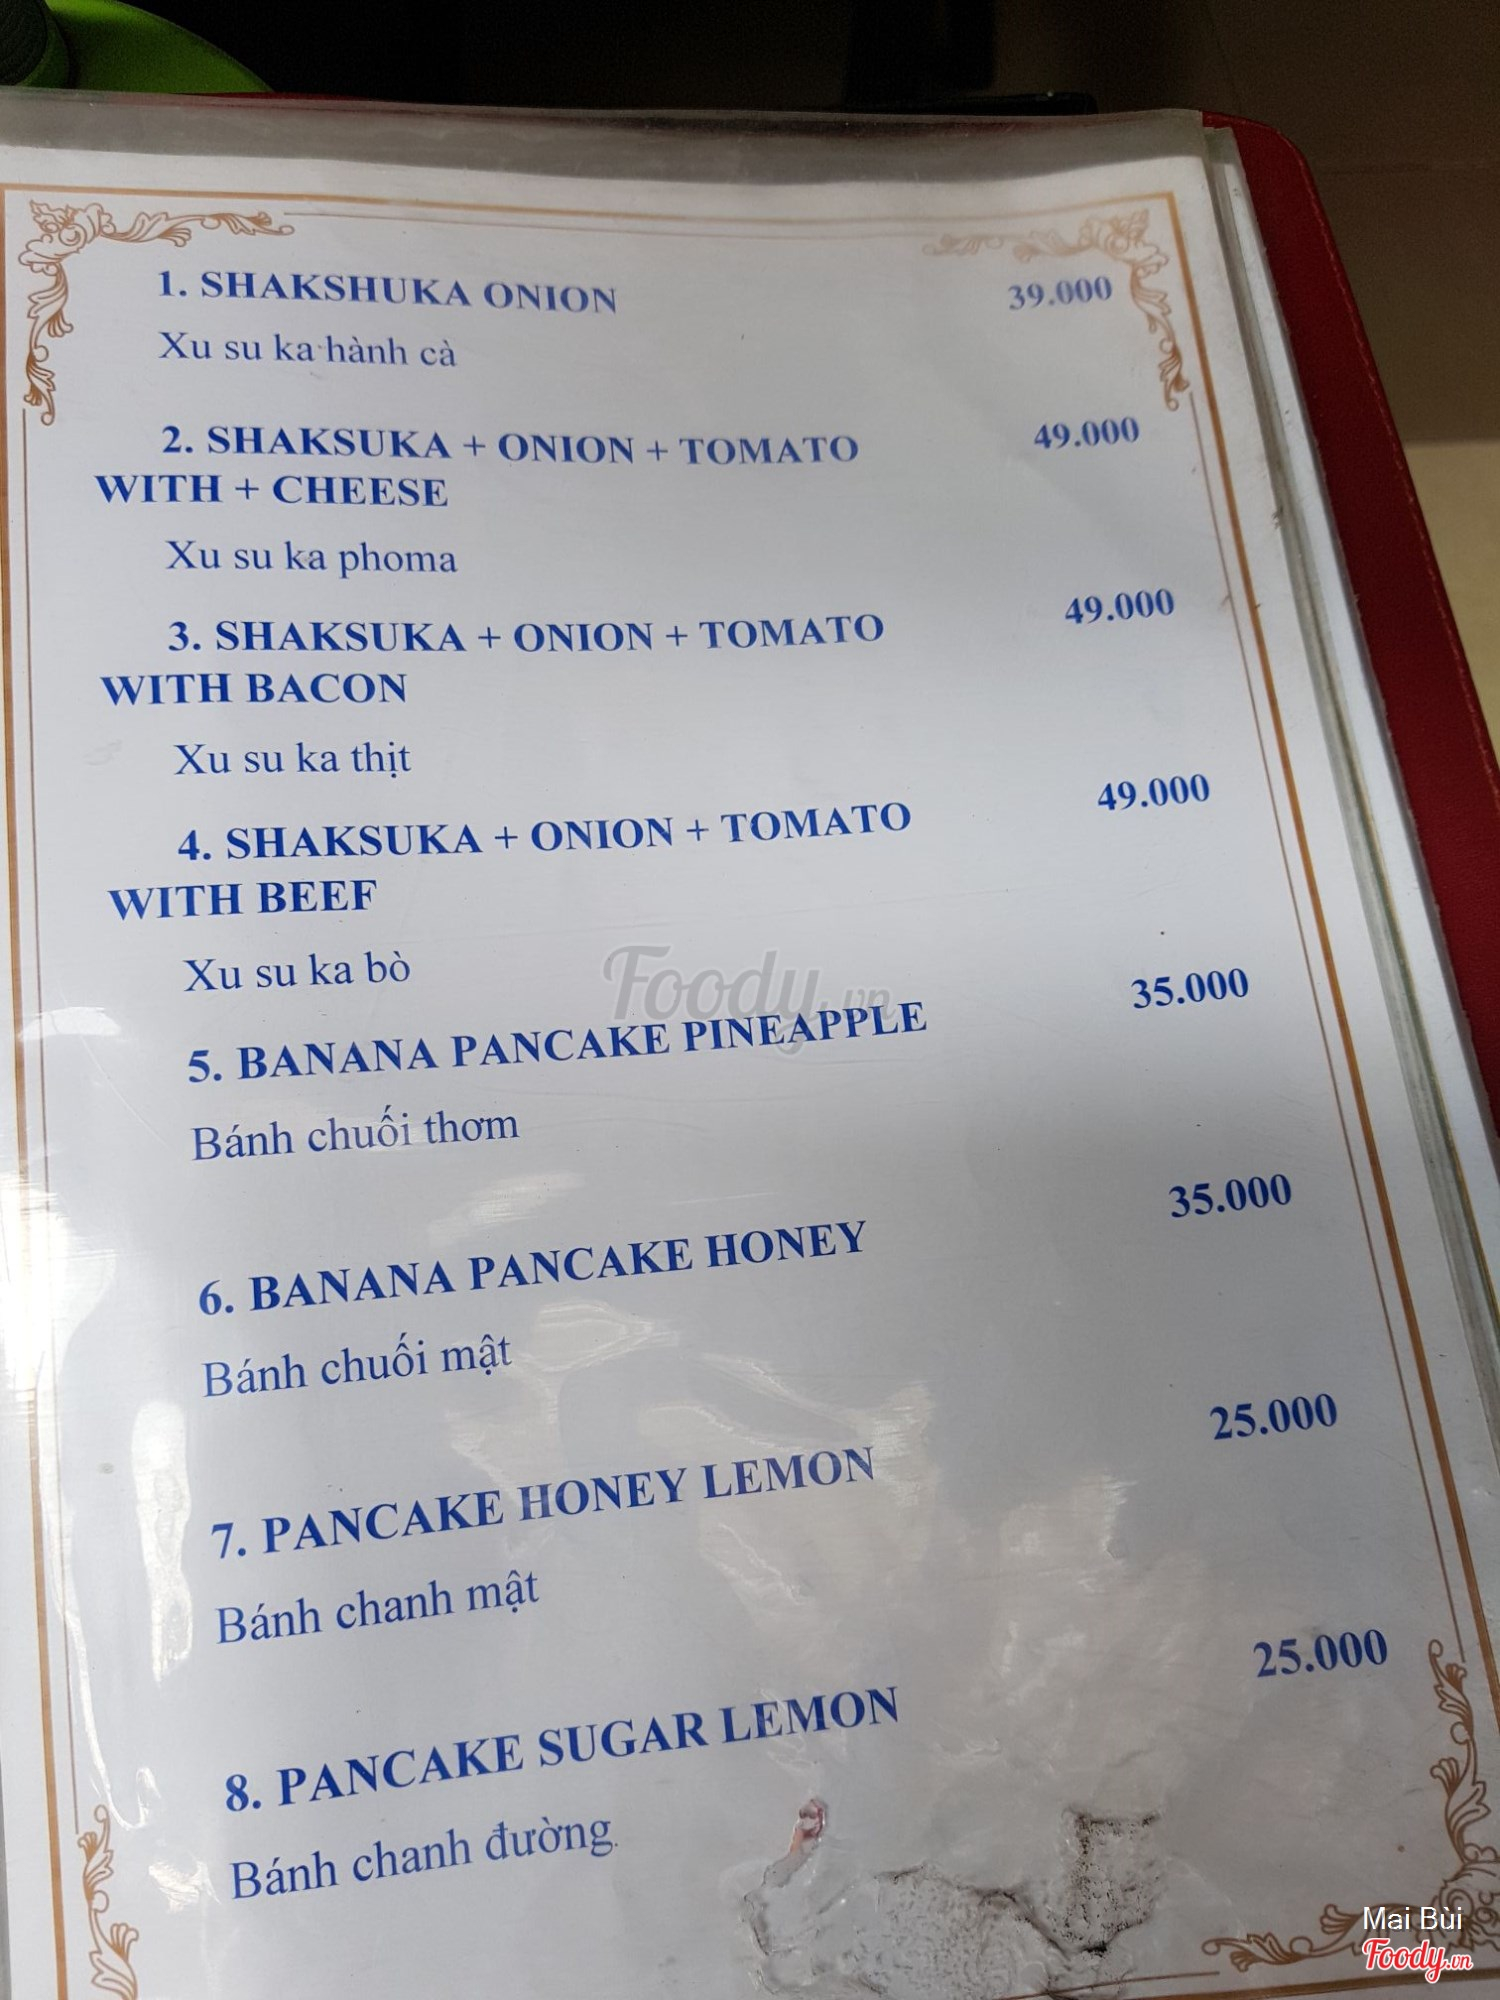 1. SHAKSHUKA ONION 39.000
Xu su ka hành cà
2. SHAKSUKA + ONION + TOMATO 49.000
WITH + CHEESE
Xu su ka phoma
3. SHAKSUKA + ONION + TOMATO 49.000
WITH BACON
Xu su ka thịt
4. SHAKSUKA + ONION + TOMATO 49.000
WITH BEEF
Xu su ka bò
Foody.vn
5. BANANA PANCAKE PINEAPPLE 35.000
Bánh chuối thơm
6. BANANA PANCAKE HONEY 35.000
Bánh chuối mật
7. PANCAKE HONEY LEMON 25.000
Bánh chanh mật
8. PANCAKE SUGAR LEMON 25.000
Bánh chanh đường
Mai Bùi
Foody.vn